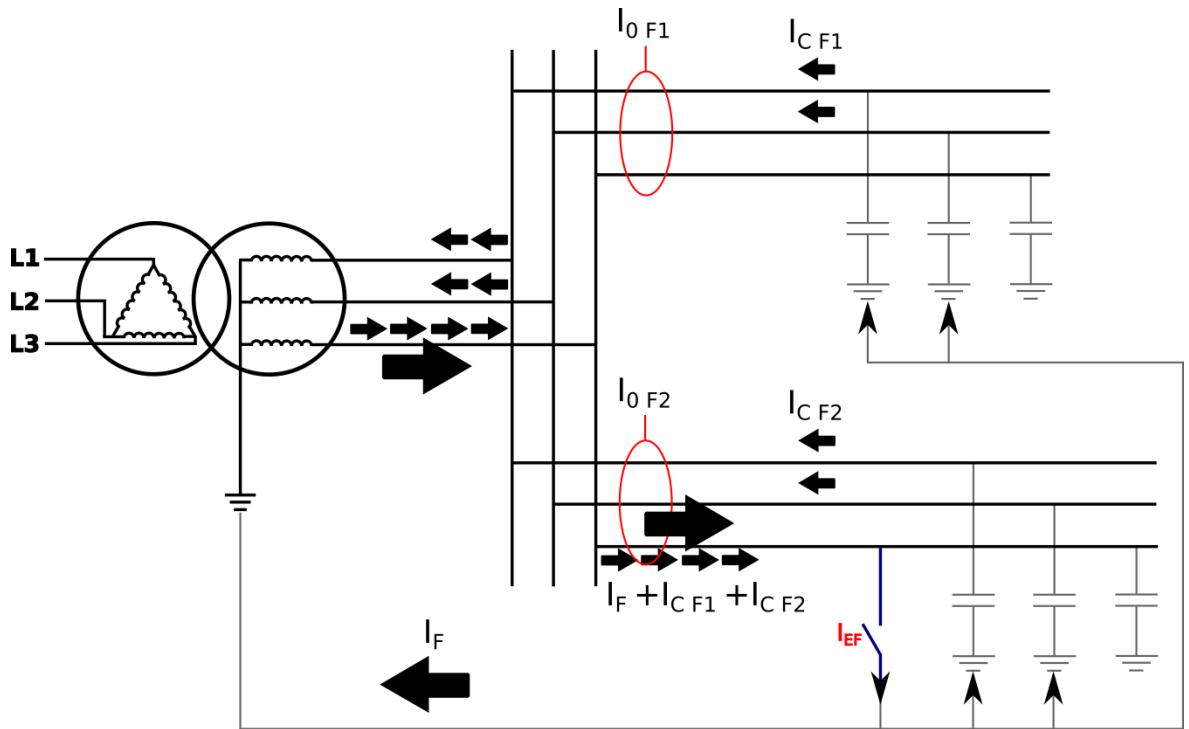 I0 F1
IC F1
L1
L2
L3
I0 F2
IC F2
IF +IC F1 +IC F2
IF
IEF